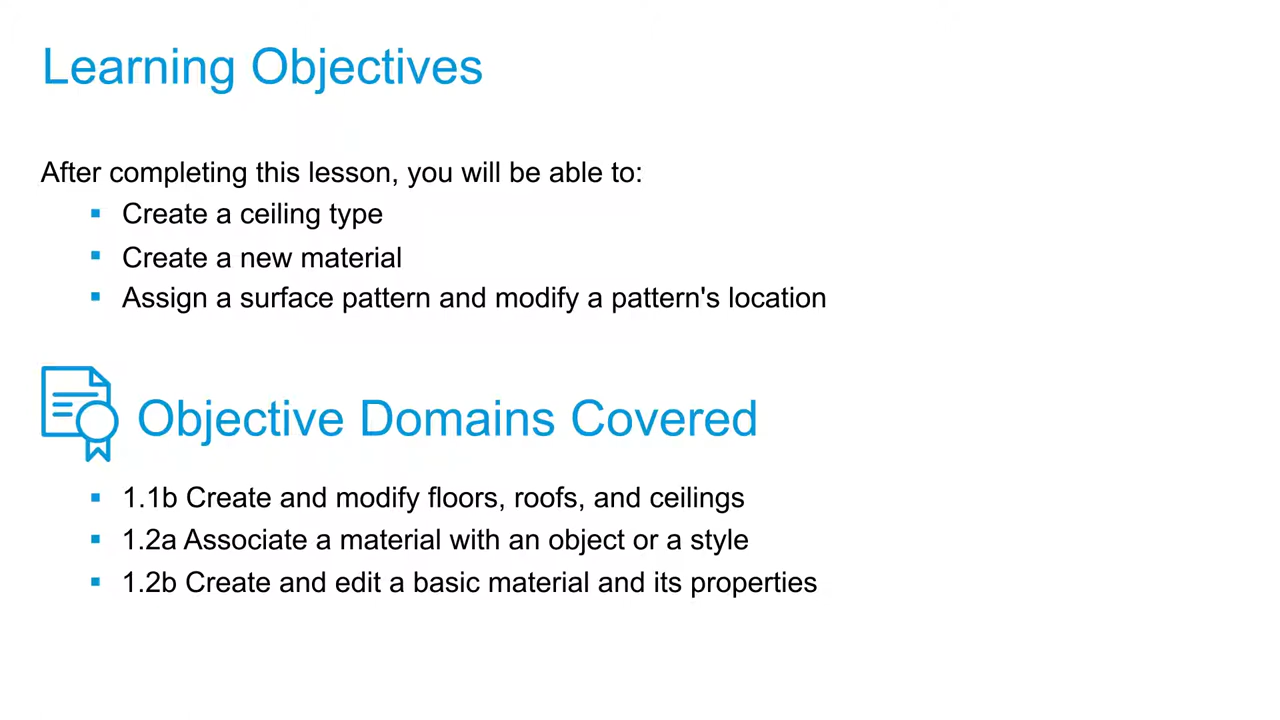 Learning Objectives
After completing this lesson, you will be able to:
Create a ceiling type
Create a new material
Assign a surface pattern and modify a pattern's location
Objective Domains Covered
1.1b Create and modify floors, roofs, and ceilings
1.2a Associate a material with an object or a style
1.2b Create and edit a basic material and its properties